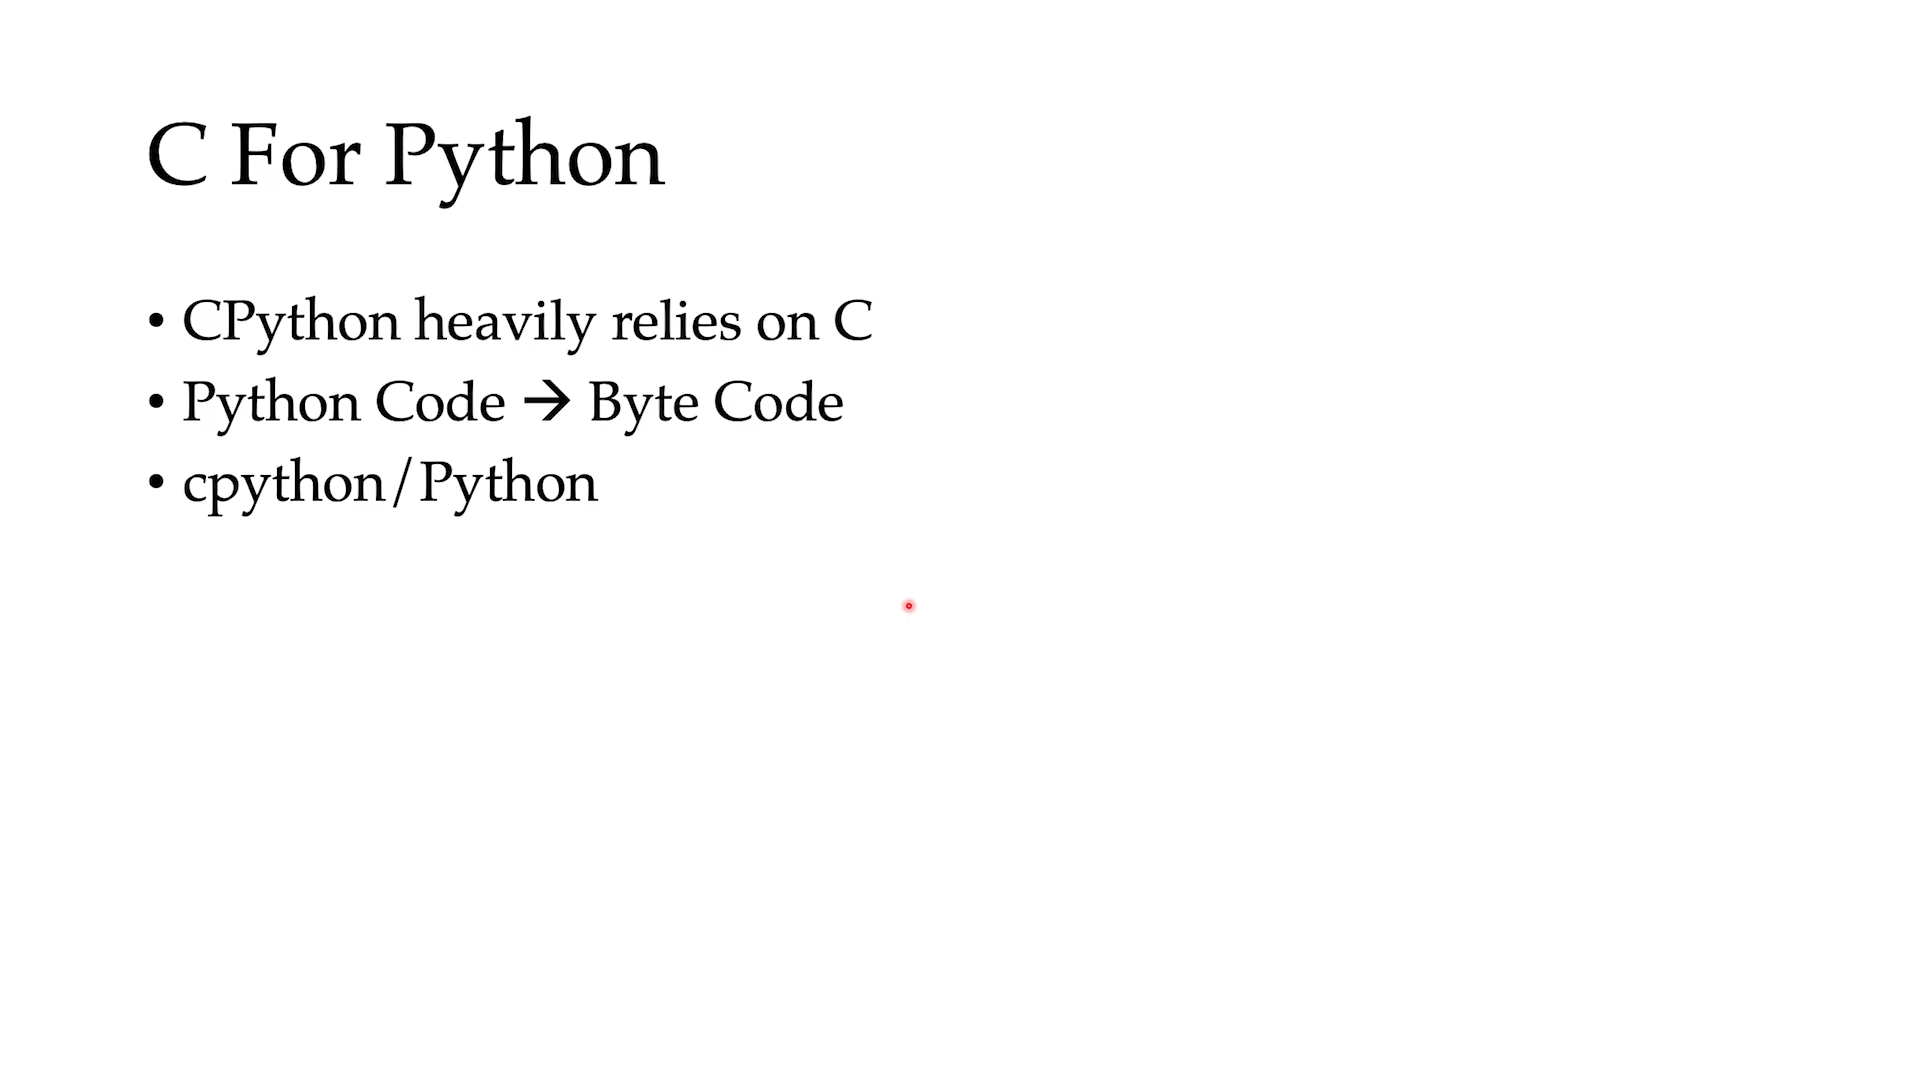 C For Python
• CPython heavily relies on C
• Python Code → Byte Code
• cpython/Python